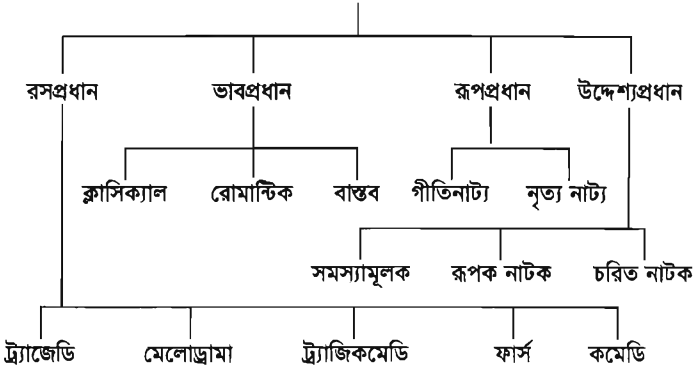 রসপ্রধান ভাবপ্রধান রূপপ্রধান উদ্দেশ্যপ্রধান
ক্লাসিক্যাল রোমান্টিক বাস্তব গীতিনাট্য নৃত্য নাট্য
সমস্যামূলক রূপক নাটক চরিত নাটক
ট্র্যাজেডি মেলোড্রামা ট্র্যাজিকমেডি ফার্স কমেডি